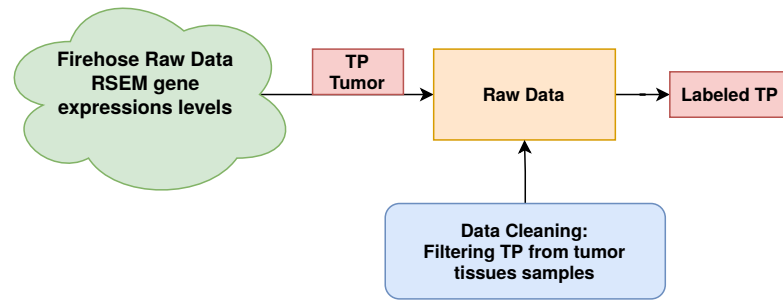 Firehose Raw Data
RSEM gene
expressions levels
TP
Tumor
Raw Data
Labeled TP
Data Cleaning:
Filtering TP from tumor
tissues samples